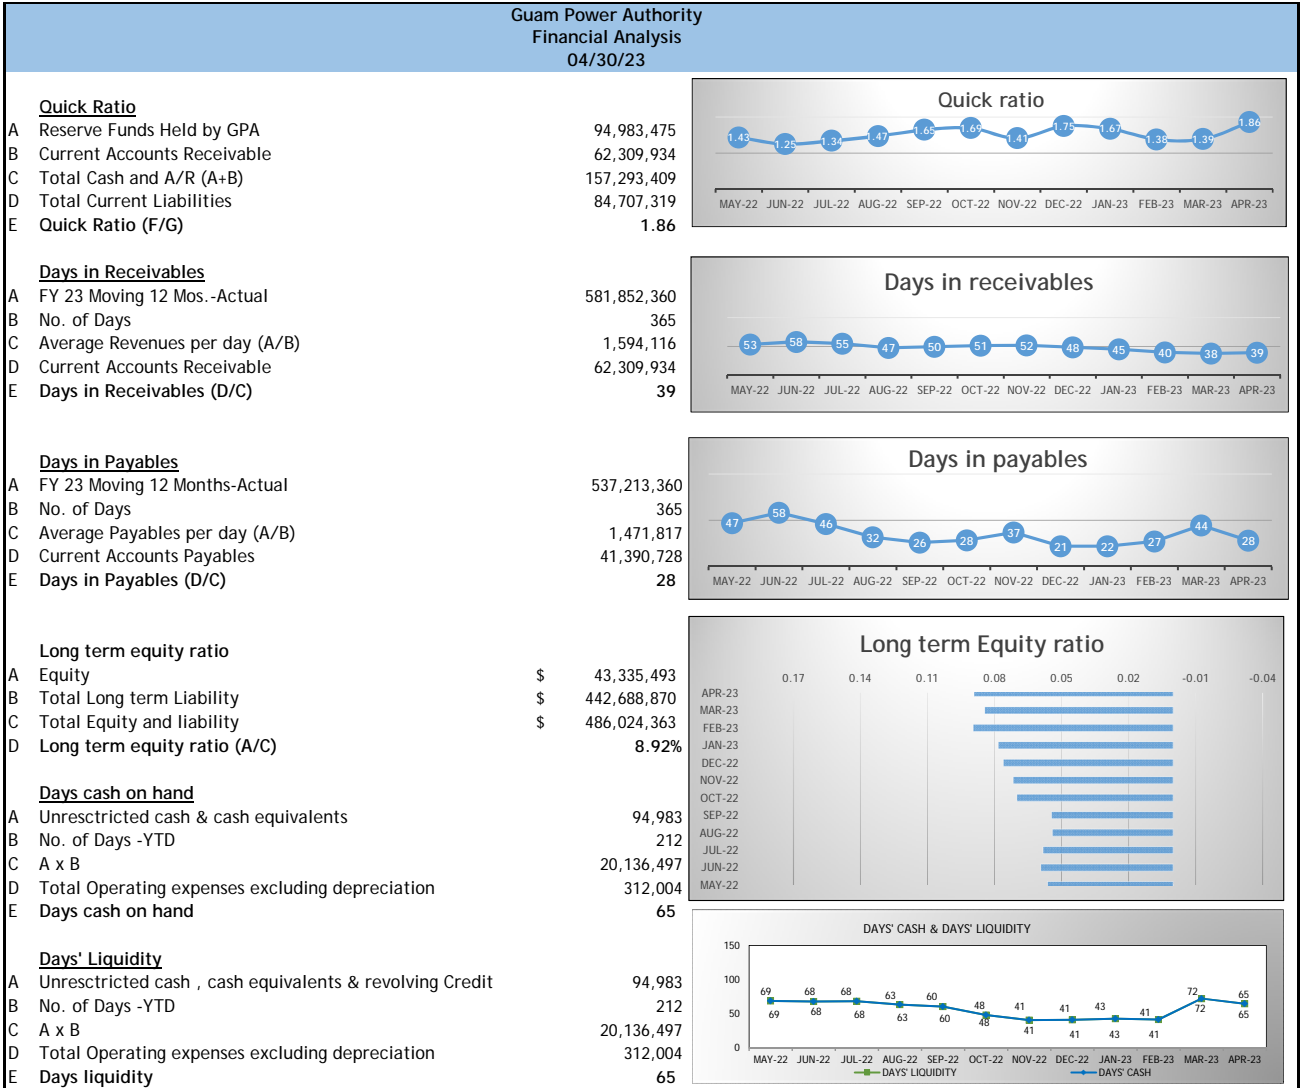 Guam Power Authority
Financial Analysis
04/30/23
Quick Ratio
A Reserve Funds Held by GPA 94,983,475
B Current Accounts Receivable 62,309,934
C Total Cash and A/R (A+B) 157,293,409
D Total Current Liabilities 84,707,319
E Quick Ratio (F/G) 1.86
Quick ratio
1.43 1.25 1.34 1.47 1.65 1.69 1.41 1.75 1.67 1.38 1.39 1.86
MAY-22 JUN-22 JUL-22 AUG-22 SEP-22 OCT-22 NOV-22 DEC-22 JAN-23 FEB-23 MAR-23 APR-23
Days in Receivables
A FY 23 Moving 12 Mos.-Actual 581,852,360
B No. of Days 365
C Average Revenues per day (A/B) 1,594,116
D Current Accounts Receivable 62,309,934
E Days in Receivables (D/C) 39
Days in receivables
53 58 55 47 50 51 52 48 45 40 38 39
MAY-22 JUN-22 JUL-22 AUG-22 SEP-22 OCT-22 NOV-22 DEC-22 JAN-23 FEB-23 MAR-23 APR-23
Days in Payables
A FY 23 Moving 12 Months-Actual 537,213,360
B No. of Days 365
C Average Payables per day (A/B) 1,471,817
D Current Accounts Payables 41,390,728
E Days in Payables (D/C) 28
Days in payables
47 58 46 32 26 28 37 21 22 27 44 28
MAY-22 JUN-22 JUL-22 AUG-22 SEP-22 OCT-22 NOV-22 DEC-22 JAN-23 FEB-23 MAR-23 APR-23
Long term equity ratio
A Equity $ 43,335,493
B Total Long term Liability $ 442,688,870
C Total Equity and liability $ 486,024,363
D Long term equity ratio (A/C) 8.92%
Long term Equity ratio
0.17 0.14 0.11 0.08 0.05 0.02 -0.01 -0.04
APR-23
MAR-23
FEB-23
JAN-23
DEC-22
NOV-22
OCT-22
SEP-22
AUG-22
JUL-22
JUN-22
MAY-22
Days cash on hand
A Unresctricted cash & cash equivalents 94,983
B No. of Days -YTD 212
C A x B 20,136,497
D Total Operating expenses excluding depreciation 312,004
E Days cash on hand 65
Days' Liquidity
A Unresctricted cash , cash equivalents & revolving Credit 94,983
B No. of Days -YTD 212
C A x B 20,136,497
D Total Operating expenses excluding depreciation 312,004
E Days liquidity 65
DAYS' CASH & DAYS' LIQUIDITY
150
100
50
0
69 68 68 63 60 48 41 41 43 41 72 65
69 68 68 63 60 48 41 41 43 41 72 65
MAY-22 JUN-22 JUL-22 AUG-22 SEP-22 OCT-22 NOV-22 DEC-22 JAN-23 FEB-23 MAR-23 APR-23
DAYS' LIQUIDITY DAYS' CASH